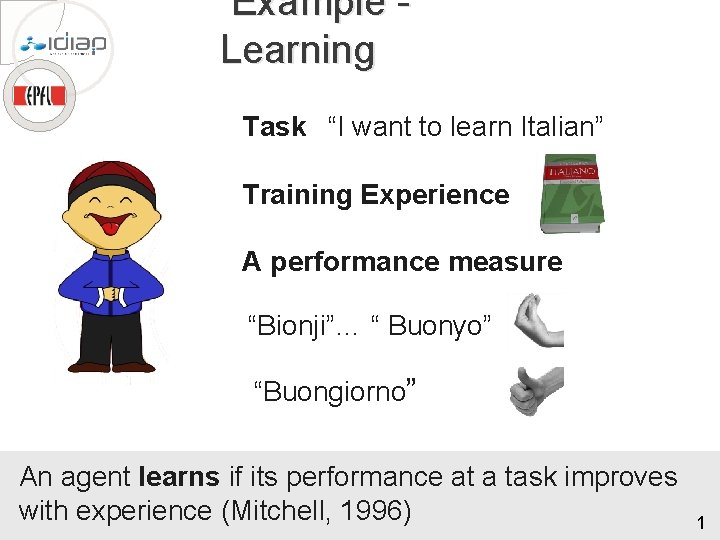 Example -
Learning
idiap
EPFL
Task “I want to learn Italian”
ITALIANO
Training Experience
A performance measure
“Bionji”… “ Buonyo”
“Buongiorno”
An agent learns if its performance at a task improves
with experience (Mitchell, 1996)
1